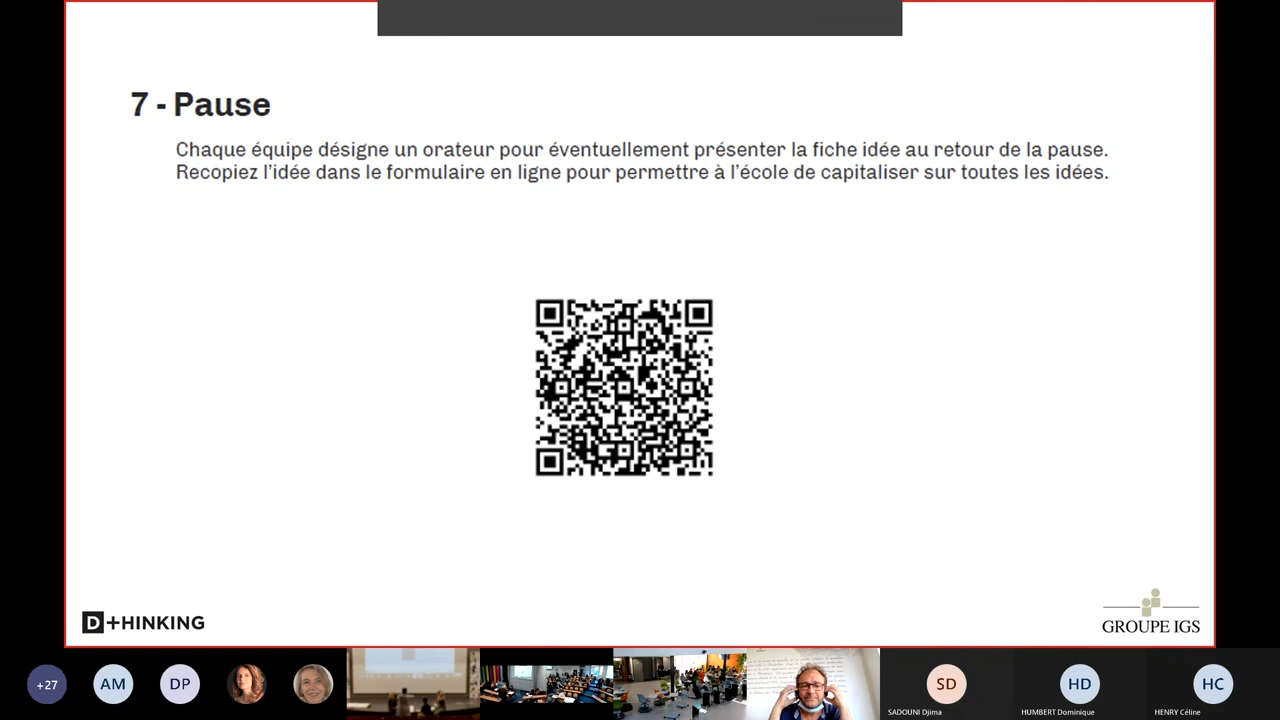 7 - Pause
Chaque équipe désigne un orateur pour éventuellement présenter la fiche idée au retour de la pause.
Recopiez l'idée dans le formulaire en ligne pour permettre à l'école de capitaliser sur toutes les idées.
D+HINKING
GROUPE IGS
+27
AM
DP
SD
HD
HC
SADOUNI Djima
HUMBERT Dominique
HENRY Céline